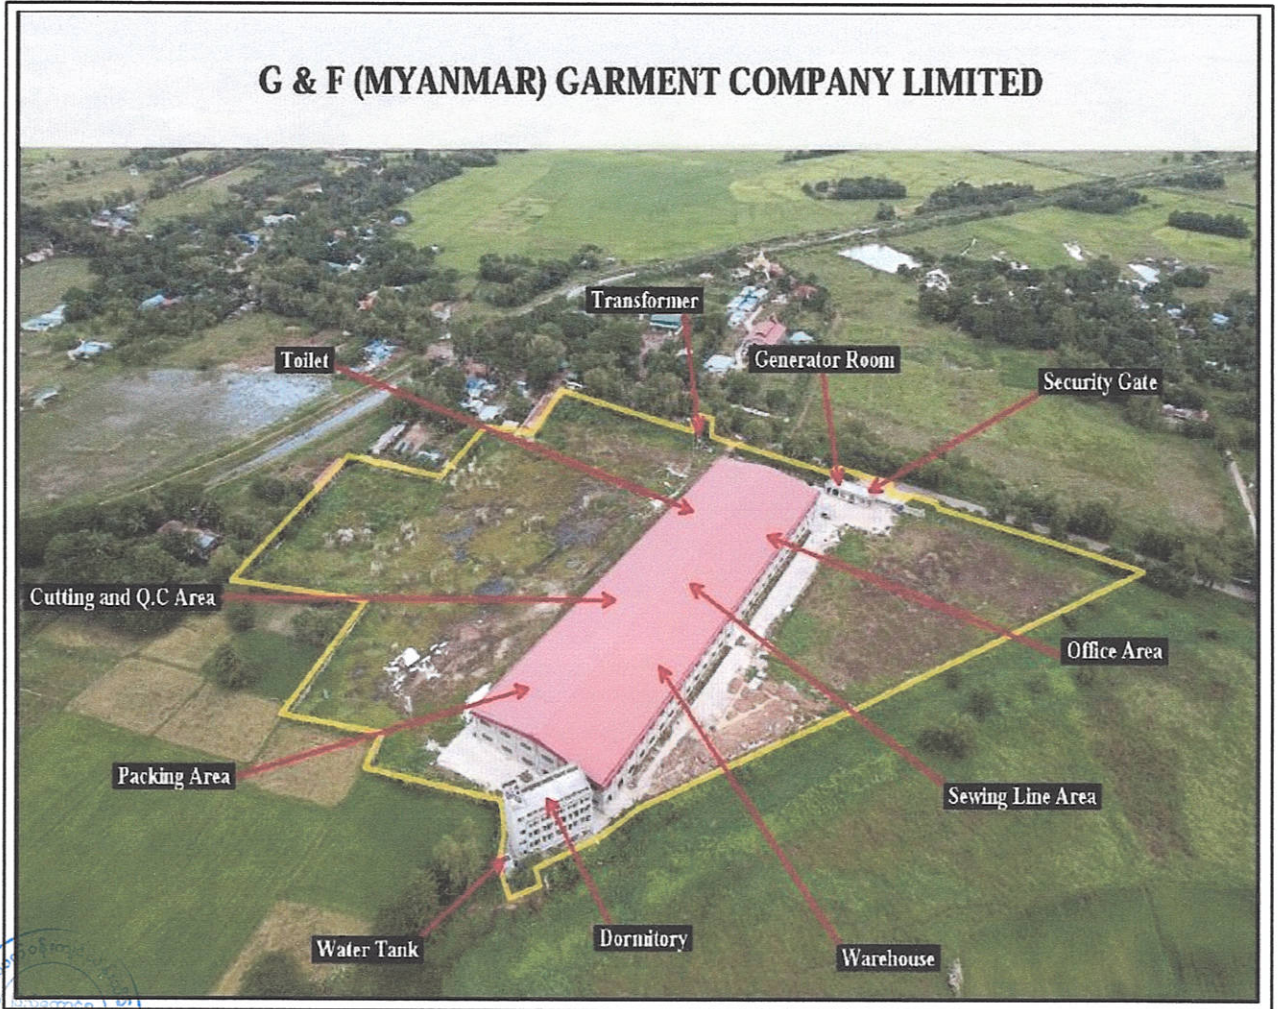 G & F (MYANMAR) GARMENT COMPANY LIMITED
Transformer
Toilet
Generator Room
Security Gate
Cutting and Q.C Area
Office Area
Packing Area
Sewing Line Area
Water Tank
Dormitory
Warehouse